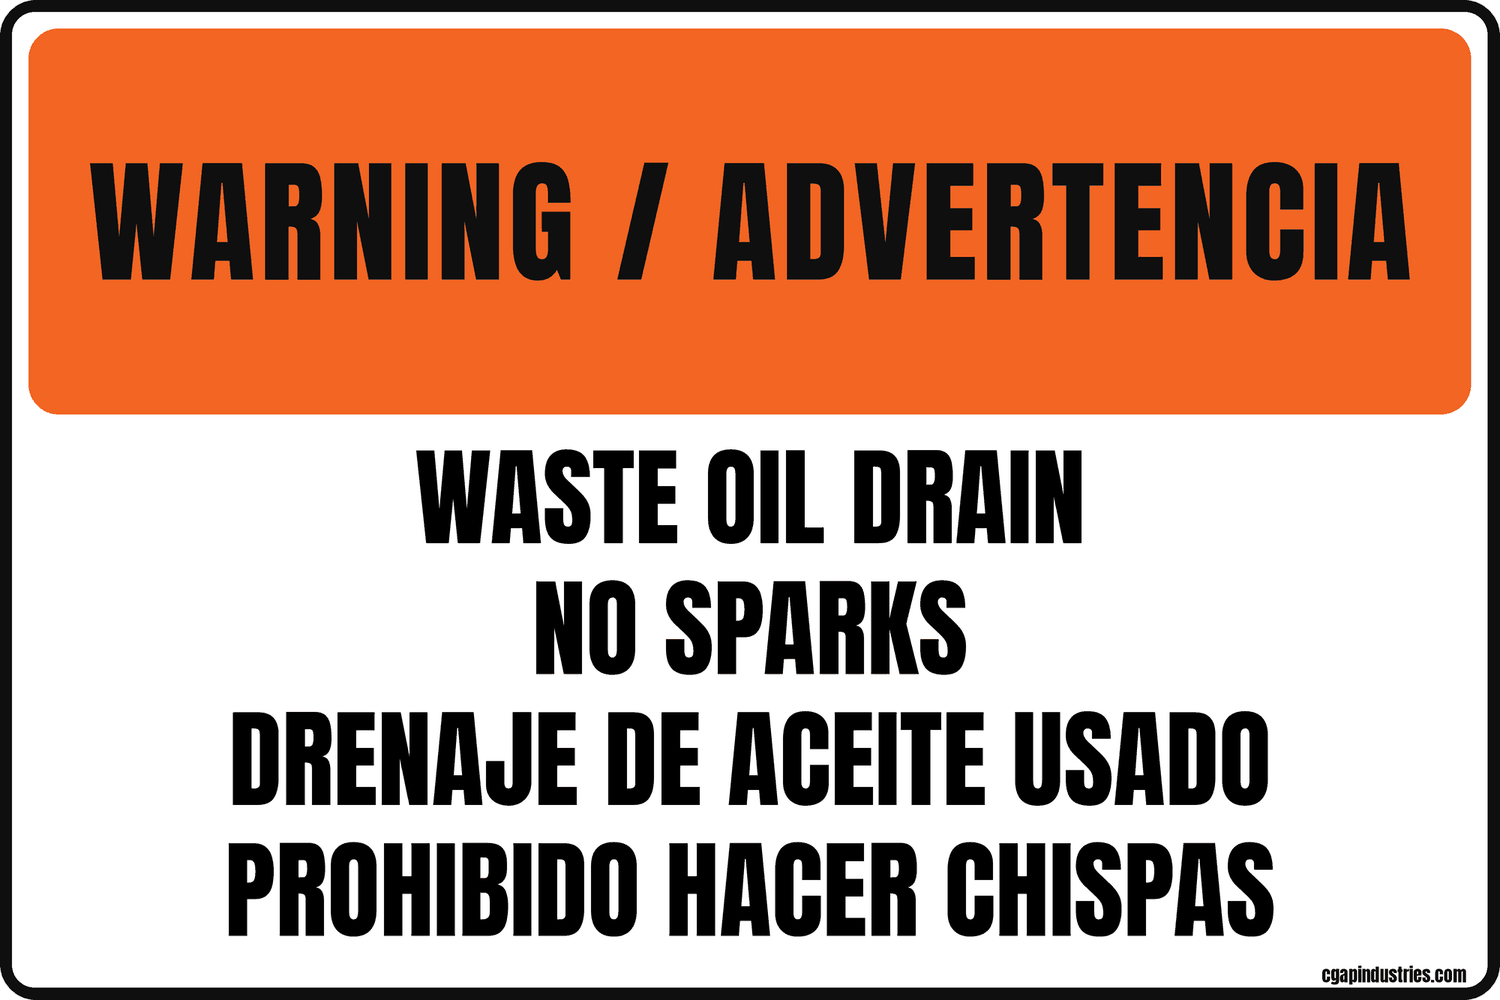 WARNING / ADVERTENCIA
WASTE OIL DRAIN
NO SPARKS
DRENAJE DE ACEITE USADO
PROHIBIDO HACER CHISPAS
cgapindustries.com